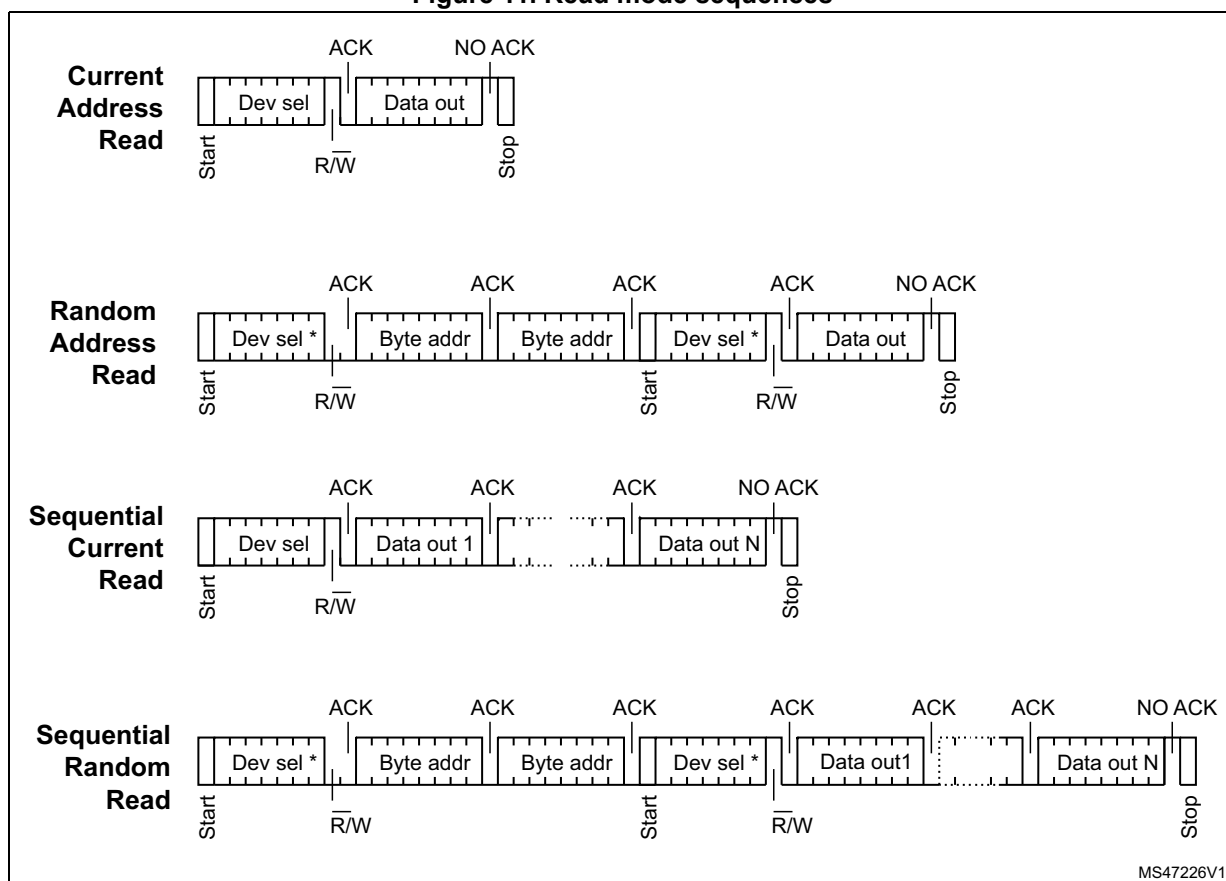 Figure Read mode sequences
ACK NO ACK
Current
Address
Read
Dev sel Data out
Start R/W̅ Stop
ACK ACK ACK ACK NO ACK
Random
Address
Read
Dev sel * Byte addr Byte addr Dev sel * Data out
Start R/W̅ Start R/W̅ Stop
ACK ACK ACK NO ACK
Sequential
Current
Read
Dev sel Data out 1 Data out N
Start R/W̅ Stop
ACK ACK ACK ACK ACK ACK NO ACK
Sequential
Random
Read
Dev sel * Byte addr Byte addr Dev sel * Data out1 Data out N
Start R̅/W Start R̅/W Stop
MS47226V1